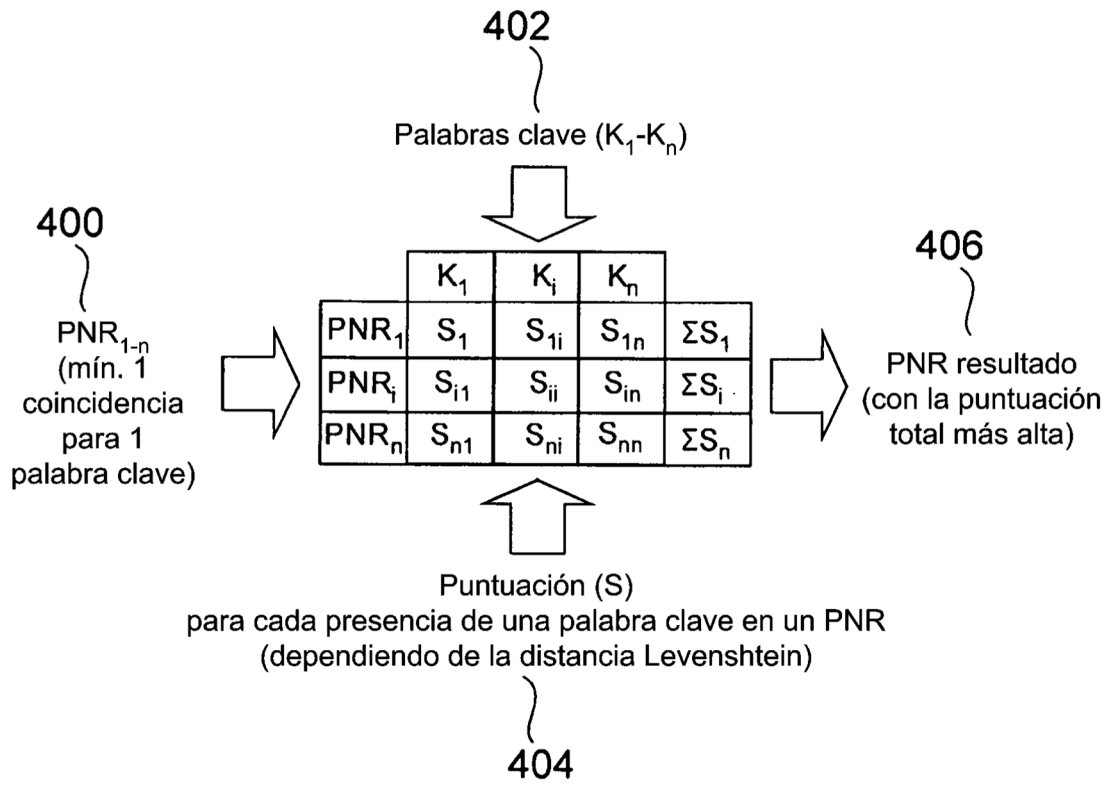 402
Palabras clave (K₁-Kₙ)
400
PNR₁₋ₙ
(mín. 1
coincidencia
para 1
palabra clave)
K₁ Kᵢ Kₙ
PNR₁ S₁ S₁ᵢ S₁ₙ ΣS₁
PNRᵢ Sᵢ₁ Sᵢᵢ Sᵢₙ ΣSᵢ
PNRₙ Sₙ₁ Sₙᵢ Sₙₙ ΣSₙ
406
PNR resultado
(con la puntuación
total más alta)
Puntuación (S)
para cada presencia de una palabra clave en un PNR
(dependiendo de la distancia Levenshtein)
404